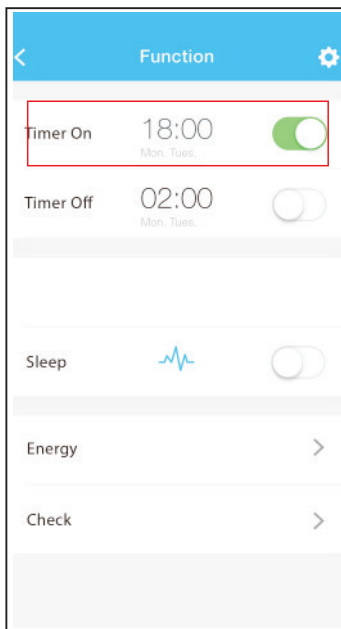 Function
Timer On 18:00
Mon. Tues.
Timer Off 02:00
Mon. Tues.
Sleep
Energy
Check